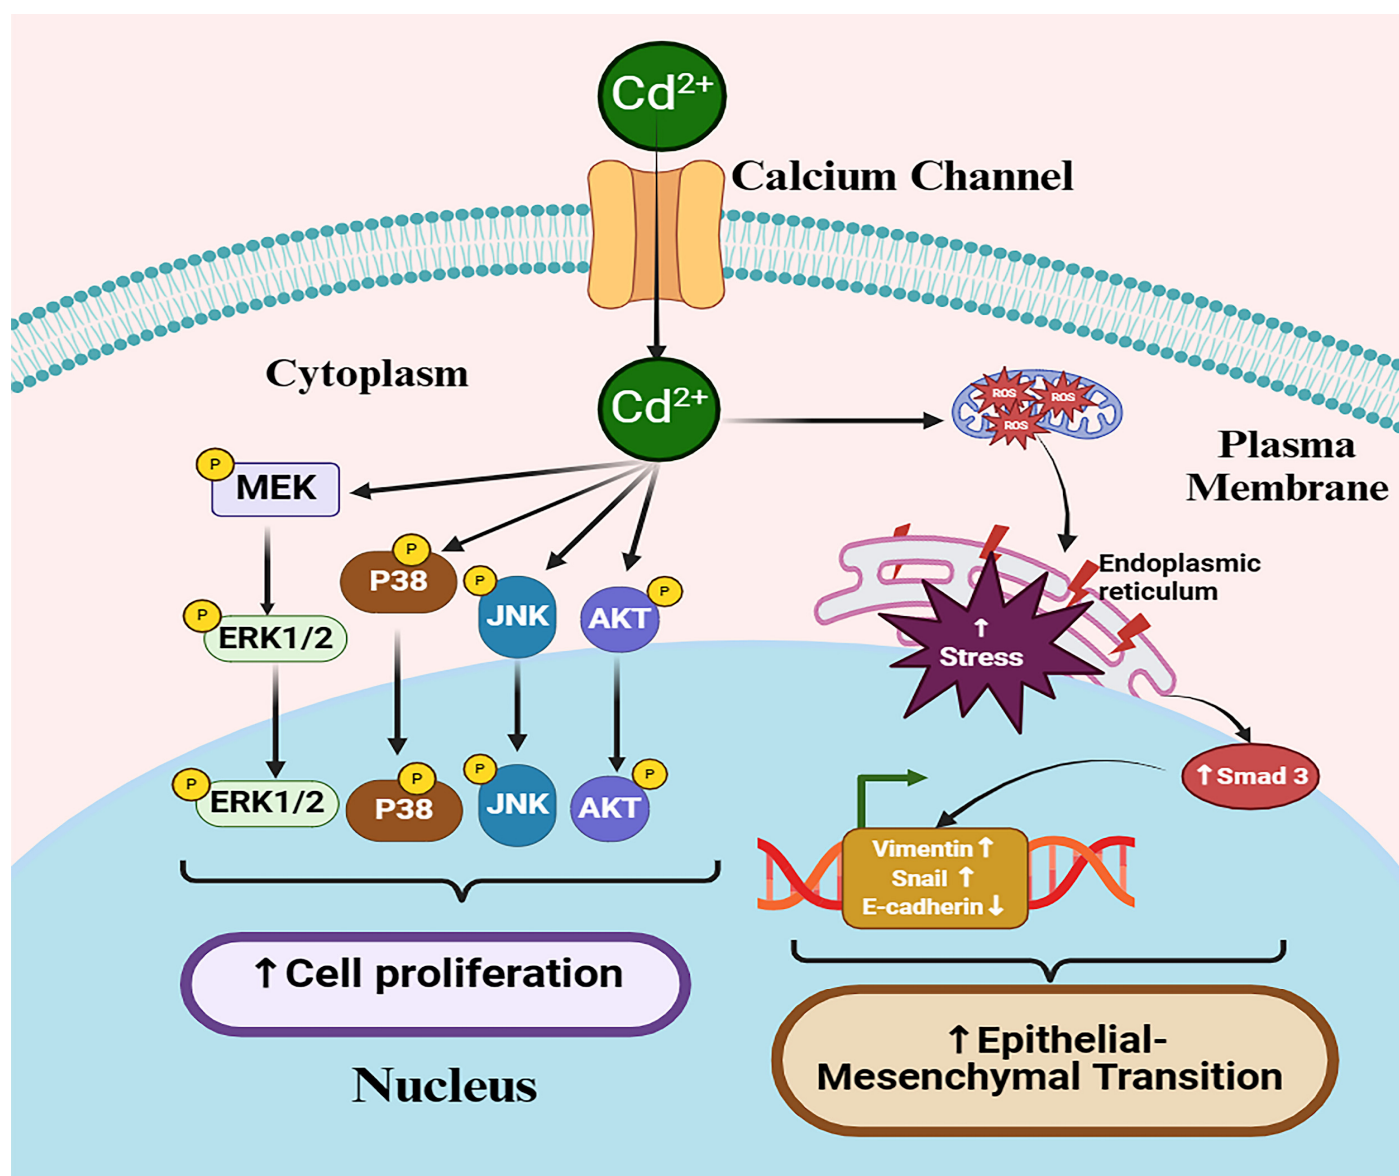 Cd²⁺
Calcium Channel
Cytoplasm
Cd²⁺
ROS
ROS
ROS
Plasma
Membrane
P
MEK
P
P38
P
JNK
AKT
P
P
ERK1/2
Endoplasmic
reticulum
↑
Stress
↑Smad 3
P
ERK1/2
P
P38
P
JNK
P
AKT
Vimentin↑
Snail ↑
E-cadherin↓
↑Cell proliferation
↑Epithelial-
Mesenchymal Transition
Nucleus